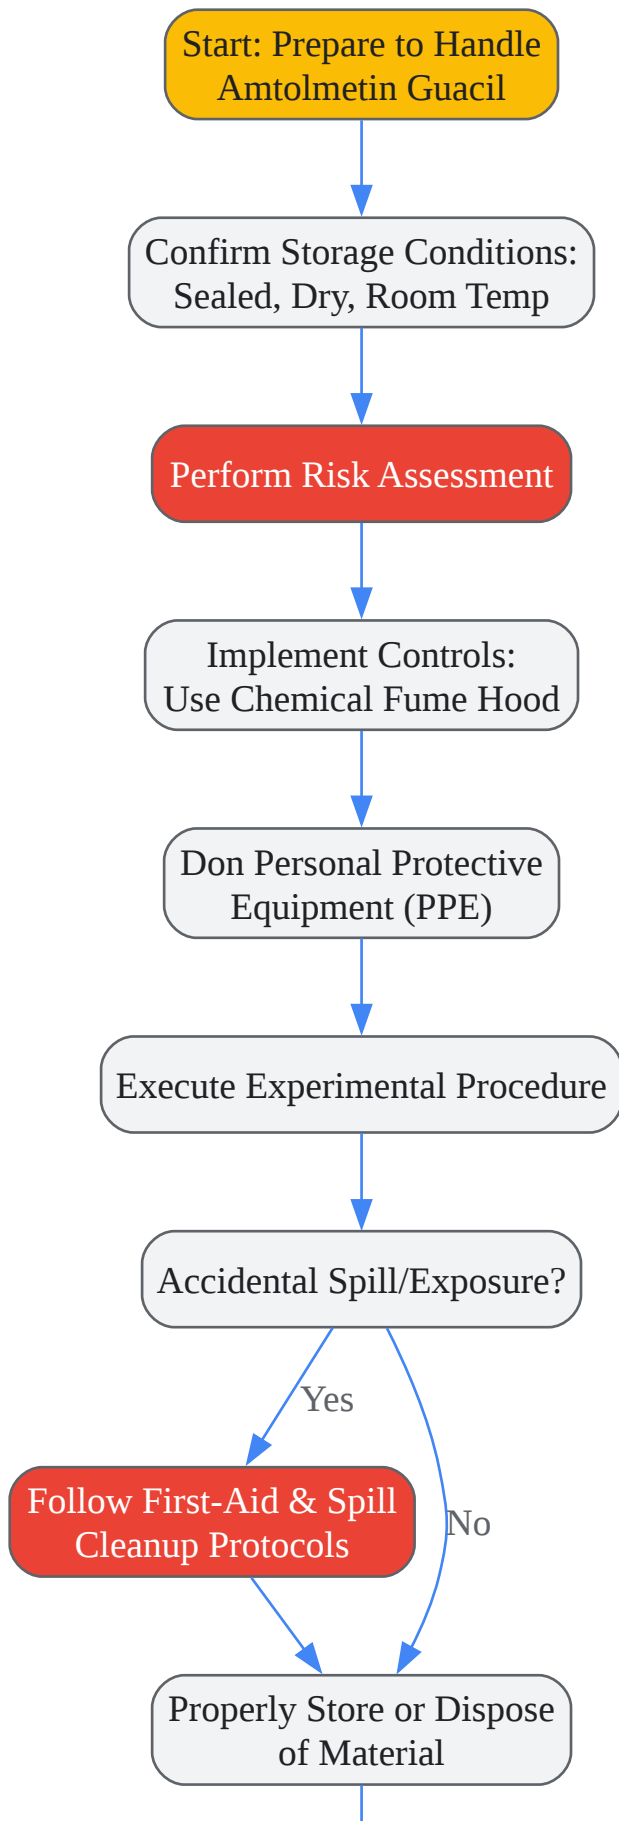 Start: Prepare to Handle
Amtolmetin Guacil
Confirm Storage Conditions:
Sealed, Dry, Room Temp
Perform Risk Assessment
Implement Controls:
Use Chemical Fume Hood
Don Personal Protective
Equipment (PPE)
Execute Experimental Procedure
Accidental Spill/Exposure?
Yes
Follow First-Aid & Spill
Cleanup Protocols
No
Properly Store or Dispose
of Material